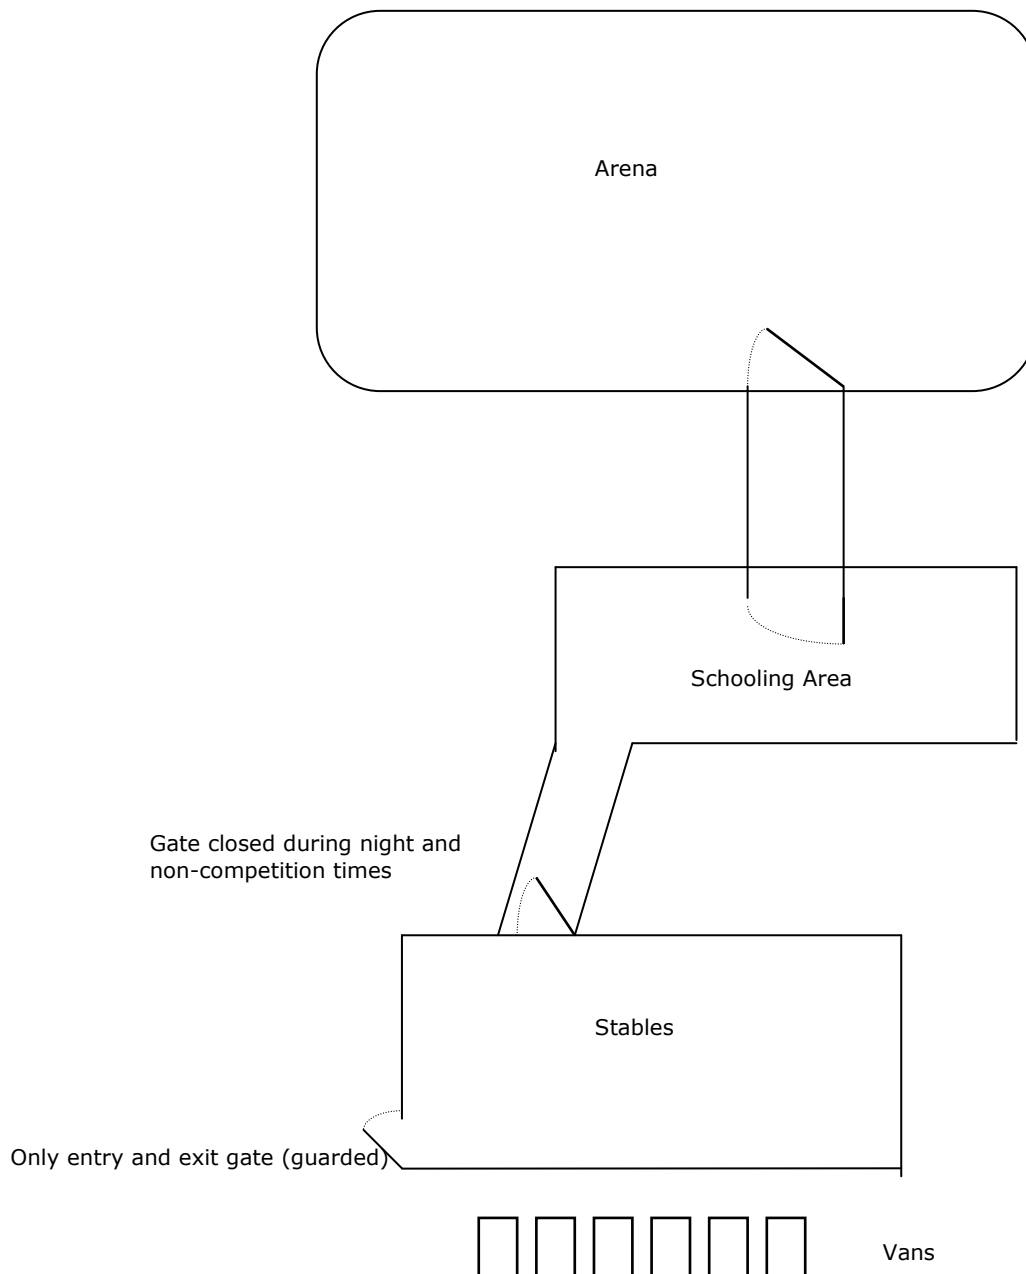 Arena
Schooling Area
Gate closed during night and
non-competition times
Stables
Only entry and exit gate (guarded)
Vans